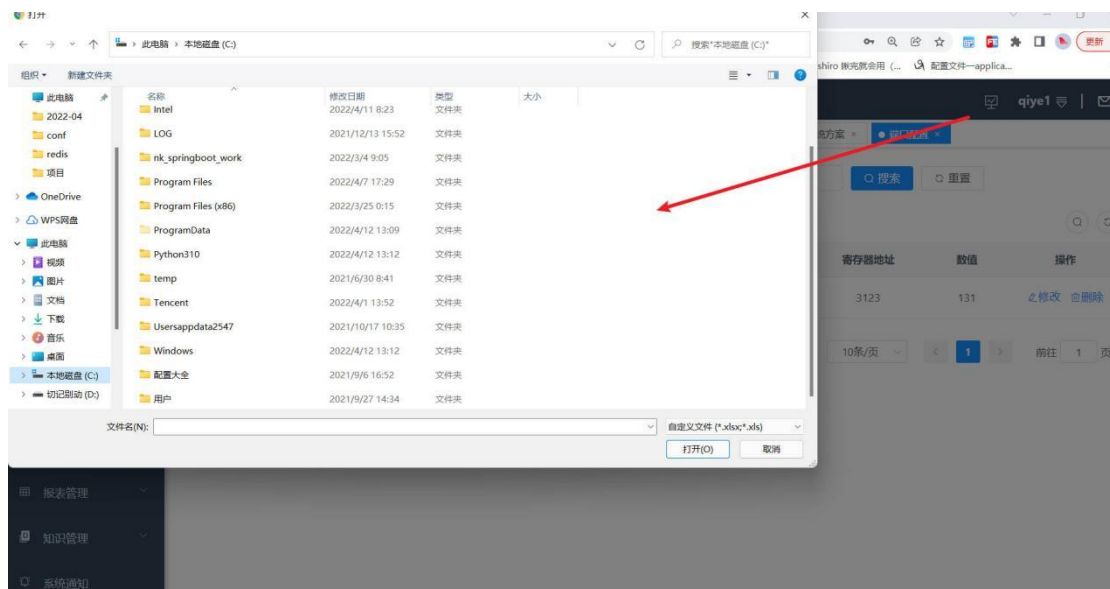 打开
此电脑 › 本地磁盘 (C:)
搜索"本地磁盘 (C:)"
更新
组织 新建文件夹
shiro 跟完就会用 (... 配置文件—applica...
名称 修改日期 类型 大小
此电脑
2022-04
conf
redis
项目
OneDrive
WPS网盘
此电脑
视频
图片
文档
下载
音乐
桌面
本地磁盘 (C:)
切记别动 (D:)
Intel 2022/4/11 8:23 文件夹
LOG 2021/12/13 15:52 文件夹
nk_springboot_work 2022/3/4 9:05 文件夹
Program Files 2022/4/7 17:29 文件夹
Program Files (x86) 2022/3/25 0:15 文件夹
ProgramData 2022/4/12 13:09 文件夹
Python310 2022/4/12 13:12 文件夹
temp 2021/6/30 8:41 文件夹
Tencent 2022/4/1 13:52 文件夹
Usersappdata2547 2021/10/17 10:35 文件夹
Windows 2022/4/12 13:12 文件夹
配置大全 2021/9/6 16:52 文件夹
用户 2021/9/27 14:34 文件夹
文件名(N): 自定义文件 (*.xlsx;*.xls)
打开(O) 取消
qiye1
方案 × 端口配置 ×
搜索 重置
寄存器地址 数值 操作
3123 131 修改 删除
10条/页 1 前往 1 页
报表管理
知识管理
系统通知